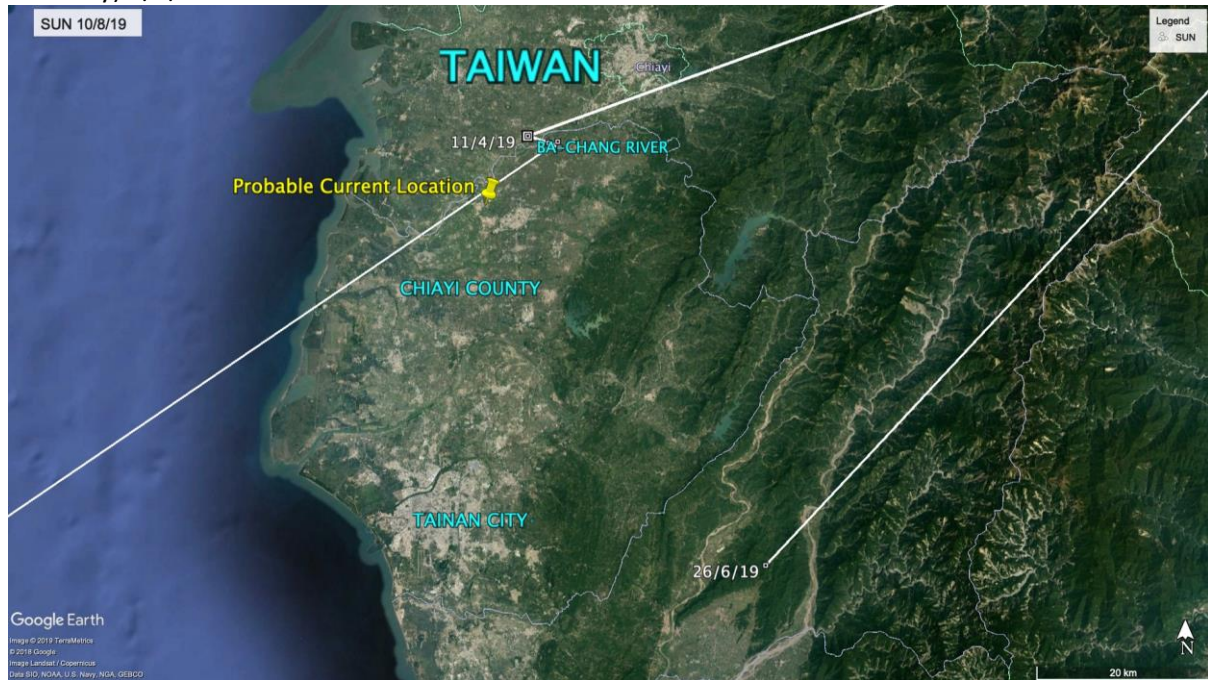 SUN 10/8/19
Legend
SUN
TAIWAN
Chiayi
11/4/19
BA-CHANG RIVER
Probable Current Location
CHIAYI COUNTY
TAINAN CITY
26/6/19
Google Earth
Image © 2019 TerraMetrics
© 2018 Google
Image Landsat / Copernicus
Data SIO, NOAA, U.S. Navy, NGA, GEBCO
N
20 km